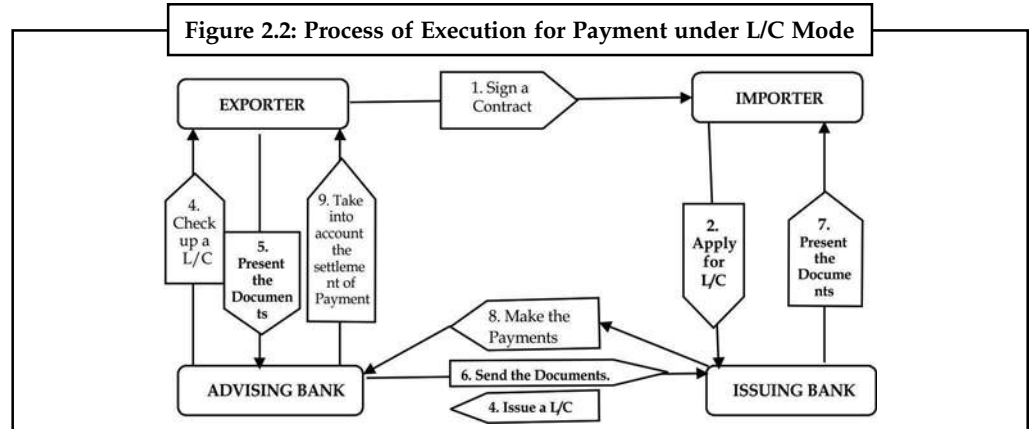 Figure 2.2: Process of Execution for Payment under L/C Mode
EXPORTER
1. Sign a
Contract
IMPORTER
4.
Check
up a
L/C
5.
Present
the
Documen
ts
9. Take
into
account
the
settleme
nt of
Payment
2.
Apply
for
L/C
7.
Present
the
Docume
nts
8. Make the
Payments
6. Send the Documents.
4. Issue a L/C
ADVISING BANK
ISSUING BANK